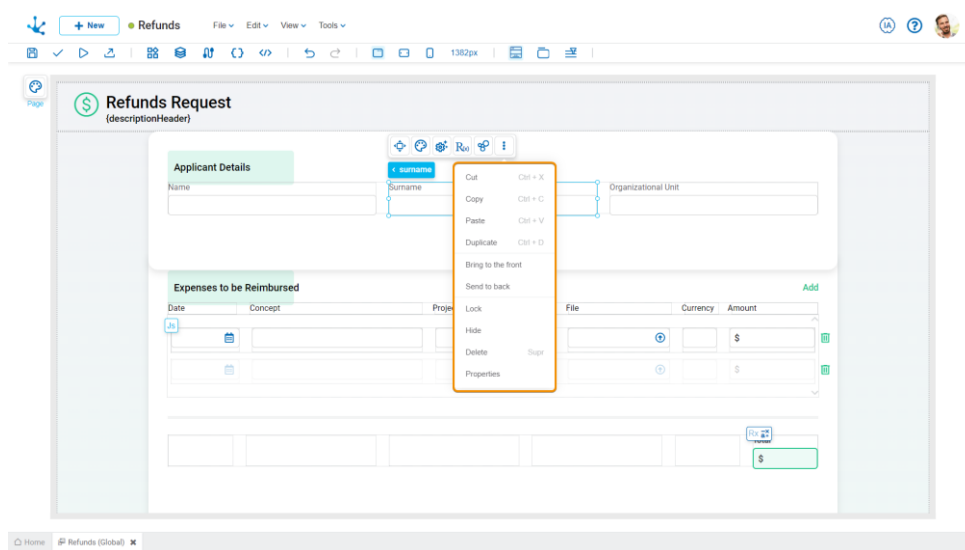 + New
Refunds
File
Edit
View
Tools
IA
?
1382px
Page
$
Refunds Request
{descriptionHeader}
R(x)
Applicant Details
< surname
Name
Surname
Organizational Unit
Cut Ctrl + X
Copy Ctrl + C
Paste Ctrl + V
Duplicate Ctrl + D
Bring to the front
Send to back
Lock
Hide
Delete Supr
Properties
Expenses to be Reimbursed
Add
Date
Concept
File
Currency
Amount
Js
$
$
Rx
$
Home
Refunds (Global)